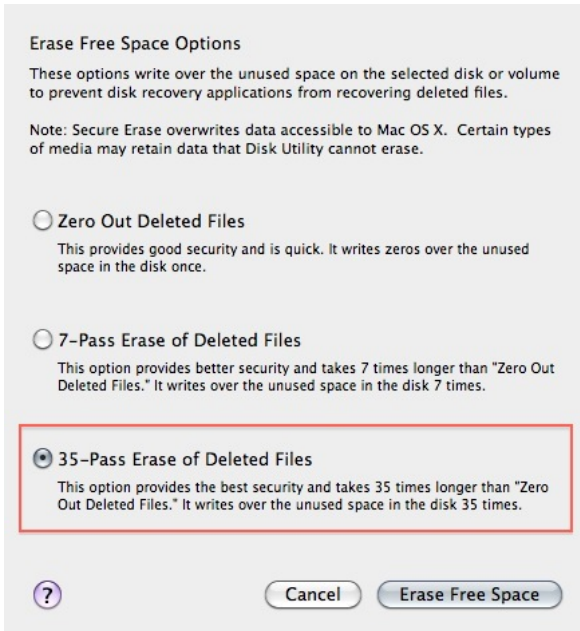 Erase Free Space Options
These options write over the unused space on the selected disk or volume
to prevent disk recovery applications from recovering deleted files.
Note: Secure Erase overwrites data accessible to Mac OS X.  Certain types
of media may retain data that Disk Utility cannot erase.
Zero Out Deleted Files
This provides good security and is quick. It writes zeros over the unused
space in the disk once.
7-Pass Erase of Deleted Files
This option provides better security and takes 7 times longer than "Zero Out
Deleted Files." It writes over the unused space in the disk 7 times.
35-Pass Erase of Deleted Files
This option provides the best security and takes 35 times longer than "Zero
Out Deleted Files." It writes over the unused space in the disk 35 times.
?
Cancel
Erase Free Space